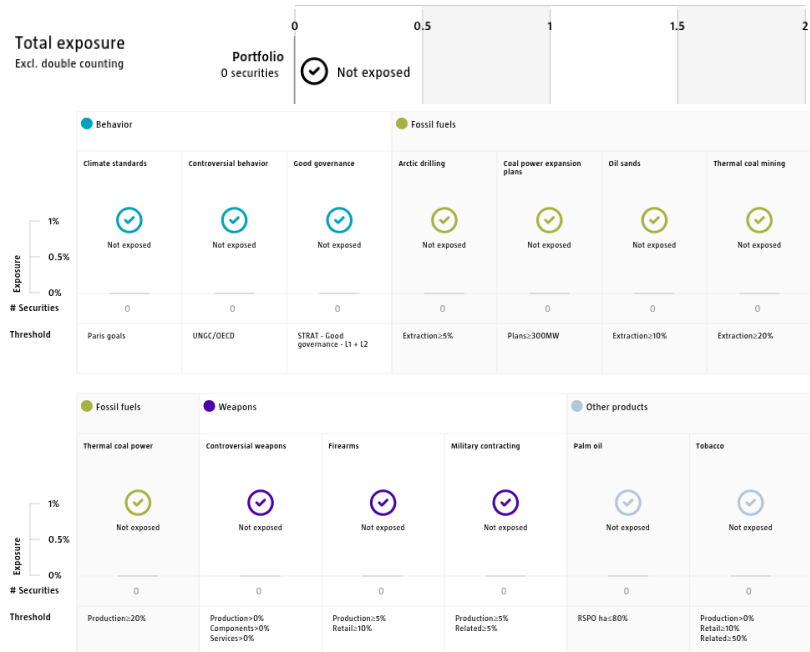 0 0.5 1 1.5 2
Total exposure
Excl. double counting
Portfolio
0 securities
Not exposed
Behavior Fossil fuels
Climate standards Controversial behavior Good governance Arctic drilling Coal power expansion plans Oil sands Thermal coal mining
Exposure
1%
0.5%
0%
Not exposed Not exposed Not exposed Not exposed Not exposed Not exposed Not exposed
# Securities 0 0 0 0 0 0 0
Threshold Paris goals UNGC/OECD STRAT - Good governance - L1 + L2 Extraction≥5% Plans≥300MW Extraction≥10% Extraction≥20%
Fossil fuels Weapons Other products
Thermal coal power Controversial weapons Firearms Military contracting Palm oil Tobacco
Exposure
1%
0.5%
0%
Not exposed Not exposed Not exposed Not exposed Not exposed Not exposed
# Securities 0 0 0 0 0 0
Threshold Production≥20% Production>0% Production≥5% Production≥5% RSPO ha≤80% Production>0%
Components>0% Retail≥10% Related≥5% Retail≥10%
Services>0% Related≥50%